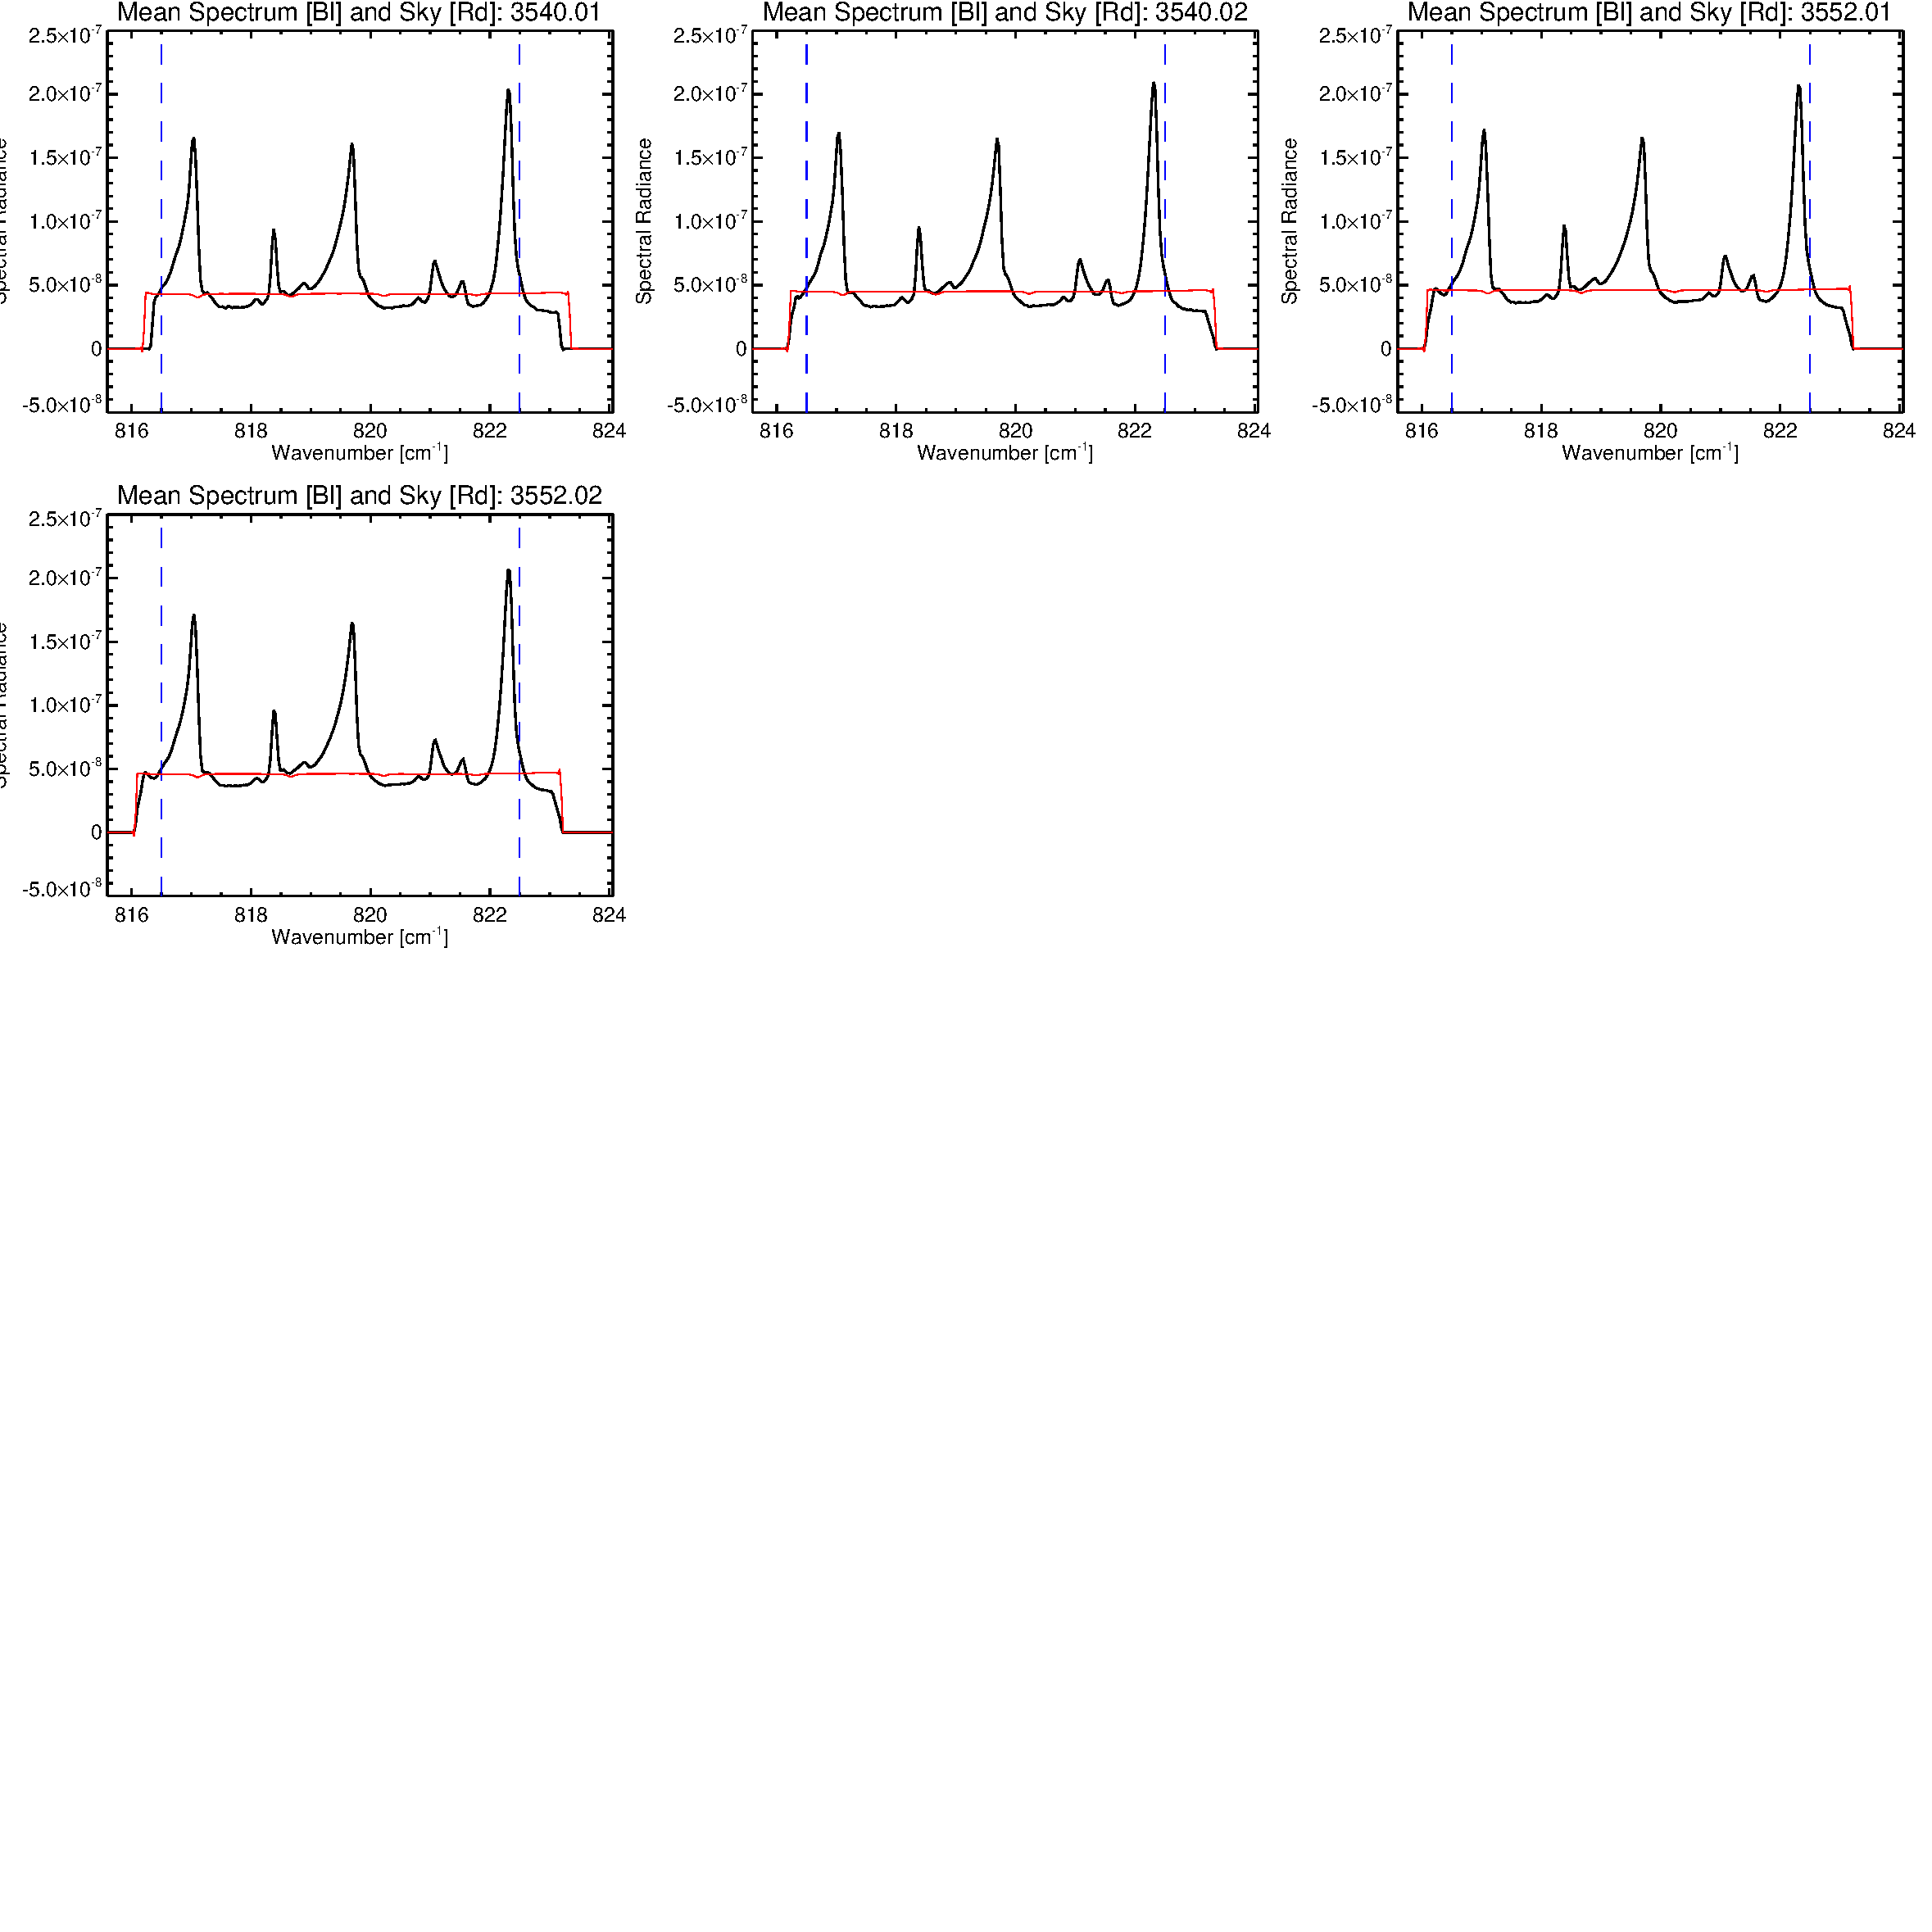 Mean Spectrum [Bl] and Sky [Rd]: 3540.01
2.5×10-7
2.0×10-7
1.5×10-7
1.0×10-7
5.0×10-8
0
-5.0×10-8
816 818 820 822 824
Wavenumber [cm-1]
Spectral Radiance
Mean Spectrum [Bl] and Sky [Rd]: 3540.02
2.5×10-7
2.0×10-7
1.5×10-7
1.0×10-7
5.0×10-8
0
-5.0×10-8
816 818 820 822 824
Wavenumber [cm-1]
Spectral Radiance
Mean Spectrum [Bl] and Sky [Rd]: 3552.01
2.5×10-7
2.0×10-7
1.5×10-7
1.0×10-7
5.0×10-8
0
-5.0×10-8
816 818 820 822 824
Wavenumber [cm-1]
Spectral Radiance
Mean Spectrum [Bl] and Sky [Rd]: 3552.02
2.5×10-7
2.0×10-7
1.5×10-7
1.0×10-7
5.0×10-8
0
-5.0×10-8
816 818 820 822 824
Wavenumber [cm-1]
Spectral Radiance